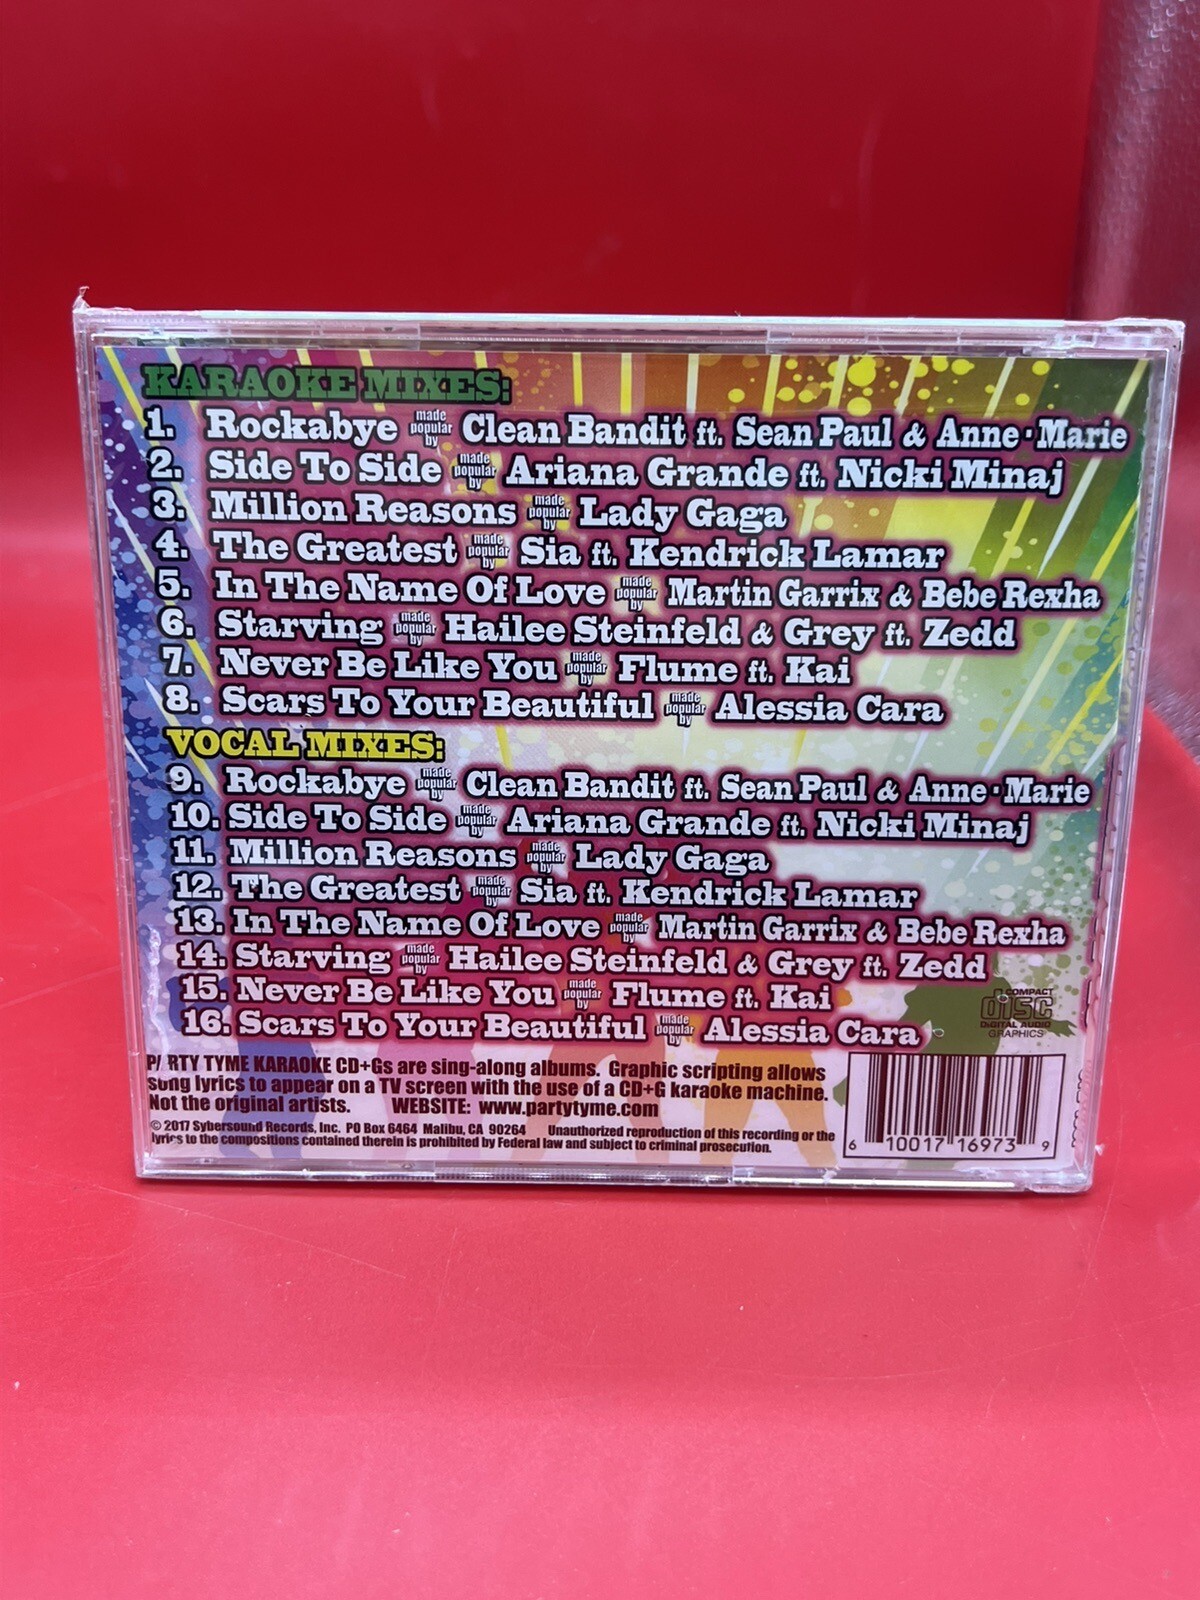 KARAOKE MIXES:
1. Rockabye made popular by Clean Bandit ft. Sean Paul & Anne-Marie
2. Side To Side made popular by Ariana Grande ft. Nicki Minaj
3. Million Reasons made popular by Lady Gaga
4. The Greatest made popular by Sia ft. Kendrick Lamar
5. In The Name Of Love made popular by Martin Garrix & Bebe Rexha
6. Starving made popular by Hailee Steinfeld & Grey ft. Zedd
7. Never Be Like You made popular by Flume ft. Kai
8. Scars To Your Beautiful made popular by Alessia Cara
VOCAL MIXES:
9. Rockabye made popular by Clean Bandit ft. Sean Paul & Anne-Marie
10. Side To Side made popular by Ariana Grande ft. Nicki Minaj
11. Million Reasons made popular by Lady Gaga
12. The Greatest made popular by Sia ft. Kendrick Lamar
13. In The Name Of Love made popular by Martin Garrix & Bebe Rexha
14. Starving made popular by Hailee Steinfeld & Grey ft. Zedd
15. Never Be Like You made popular by Flume ft. Kai
16. Scars To Your Beautiful made popular by Alessia Cara
COMPACT
disc
DIGITAL AUDIO
GRAPHICS
PARTY TYME KARAOKE CD+Gs are sing-along albums. Graphic scripting allows
song lyrics to appear on a TV screen with the use of a CD+G karaoke machine.
Not the original artists. WEBSITE: www.partytyme.com
© 2017 Sybersound Records, Inc. PO Box 6464 Malibu, CA 90264 Unauthorized reproduction of this recording or the
lyrics to the compositions contained therein is prohibited by Federal law and subject to criminal prosecution.
6 10017 16973 9